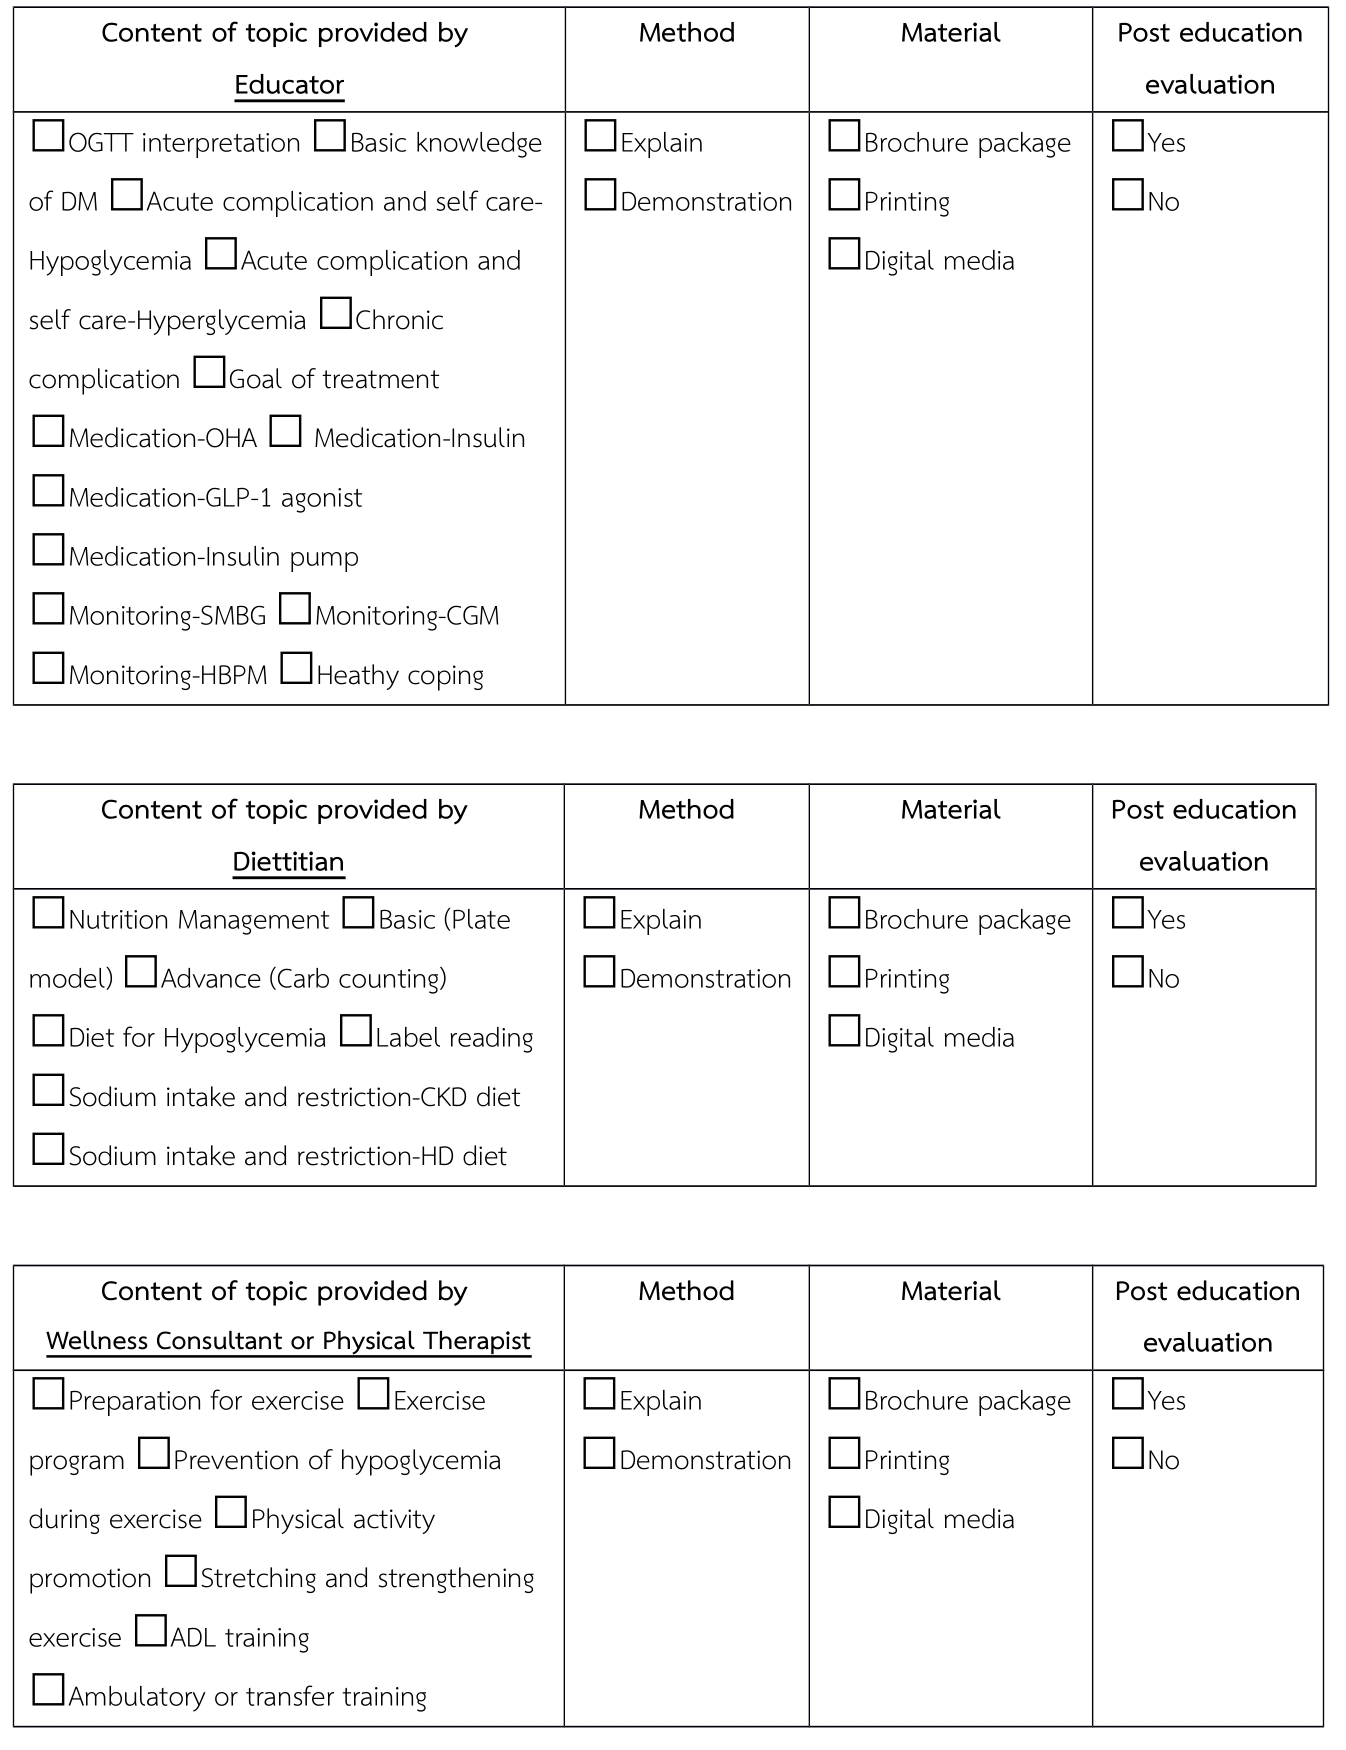 Content of topic provided by
Educator
Method
Material
Post education
evaluation
☐OGTT interpretation ☐Basic knowledge
of DM ☐Acute complication and self care-
Hypoglycemia ☐Acute complication and
self care-Hyperglycemia ☐Chronic
complication ☐Goal of treatment
☐Medication-OHA ☐ Medication-Insulin
☐Medication-GLP-1 agonist
☐Medication-Insulin pump
☐Monitoring-SMBG ☐Monitoring-CGM
☐Monitoring-HBPM ☐Heathy coping
☐Explain
☐Demonstration
☐Brochure package
☐Printing
☐Digital media
☐Yes
☐No
Content of topic provided by
Diettitian
Method
Material
Post education
evaluation
☐Nutrition Management ☐Basic (Plate
model) ☐Advance (Carb counting)
☐Diet for Hypoglycemia ☐Label reading
☐Sodium intake and restriction-CKD diet
☐Sodium intake and restriction-HD diet
☐Explain
☐Demonstration
☐Brochure package
☐Printing
☐Digital media
☐Yes
☐No
Content of topic provided by
Wellness Consultant or Physical Therapist
Method
Material
Post education
evaluation
☐Preparation for exercise ☐Exercise
program ☐Prevention of hypoglycemia
during exercise ☐Physical activity
promotion ☐Stretching and strengthening
exercise ☐ADL training
☐Ambulatory or transfer training
☐Explain
☐Demonstration
☐Brochure package
☐Printing
☐Digital media
☐Yes
☐No